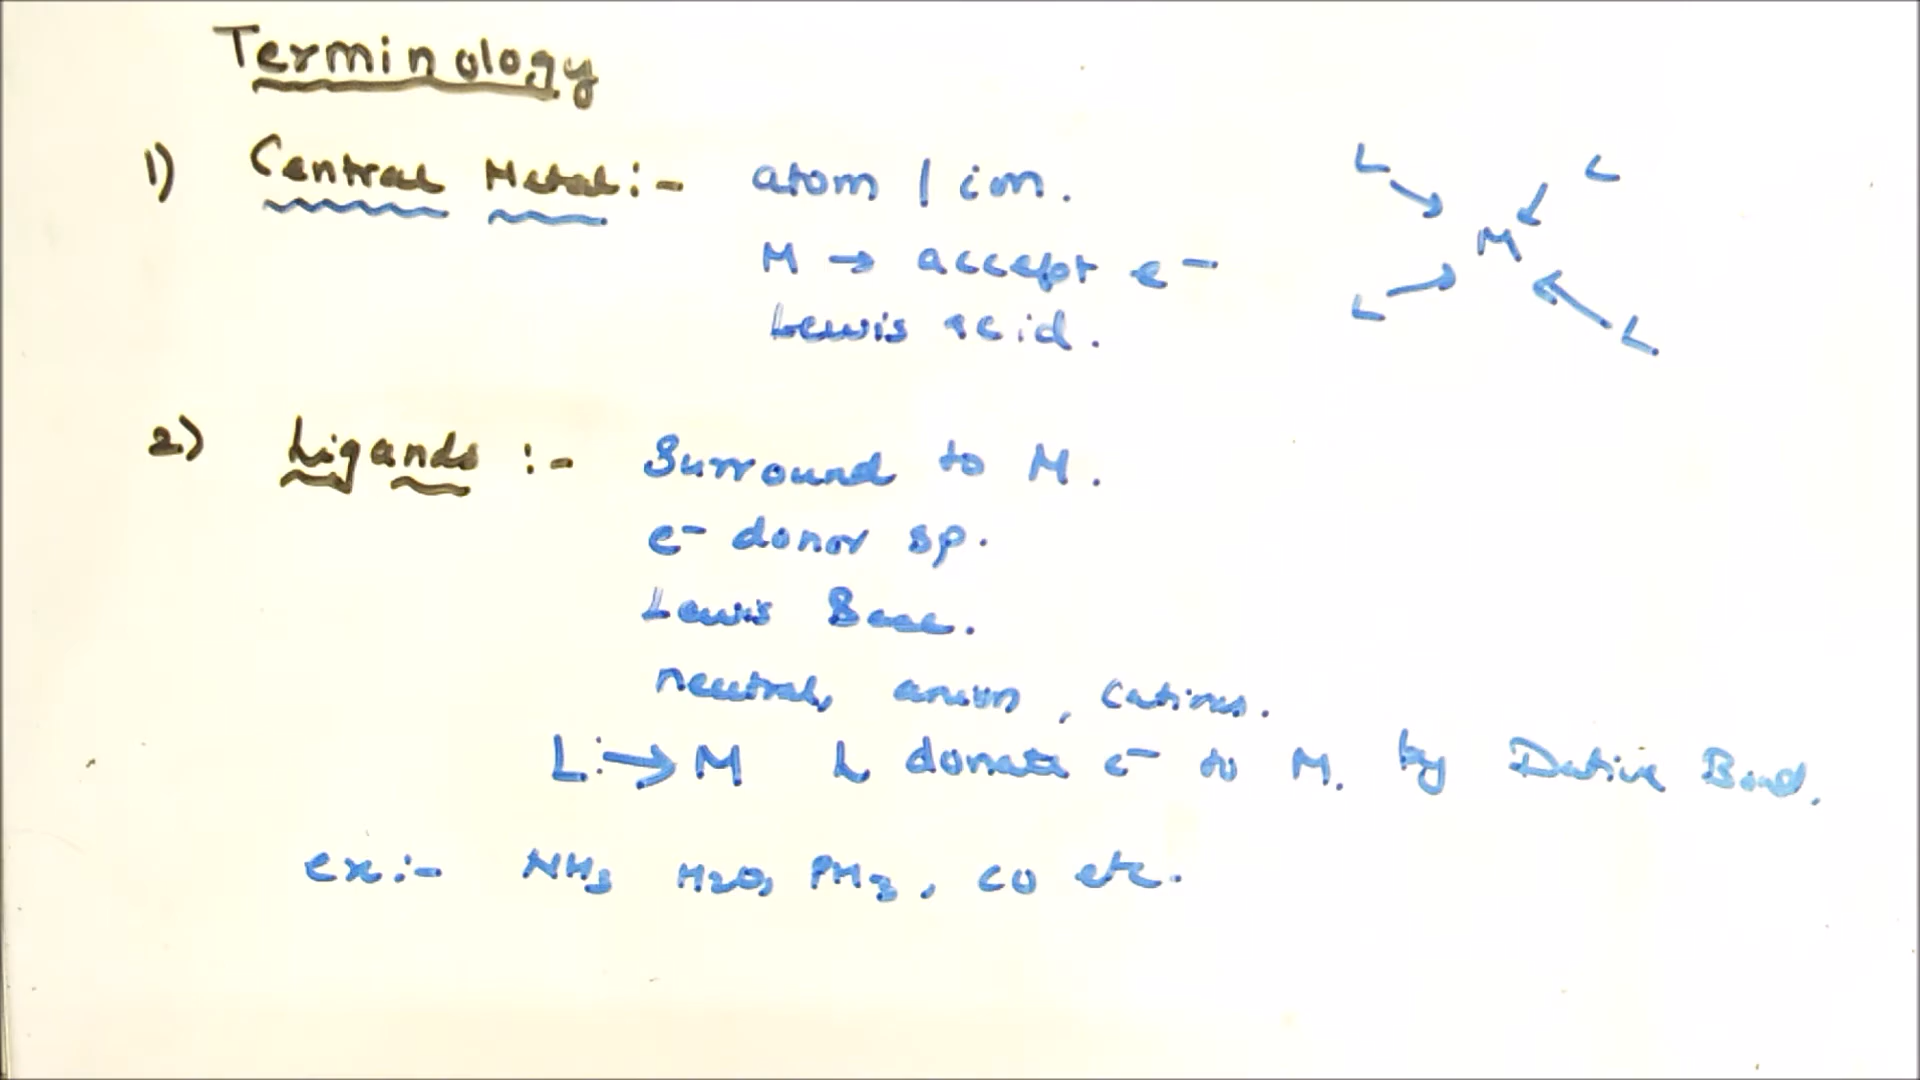 Terminology
1) Central Metal :- atom / ion.
M → accept e⁻
Lewis acid.
L L
M
L L
2) Ligands :- Surround to M.
e⁻ donor sp.
Lewis Base.
neutral, anion, cations.
L: → M L donate e⁻ to M. by Dative Bond.
ex:- NH₃ H₂O, PH₃, CO etc.